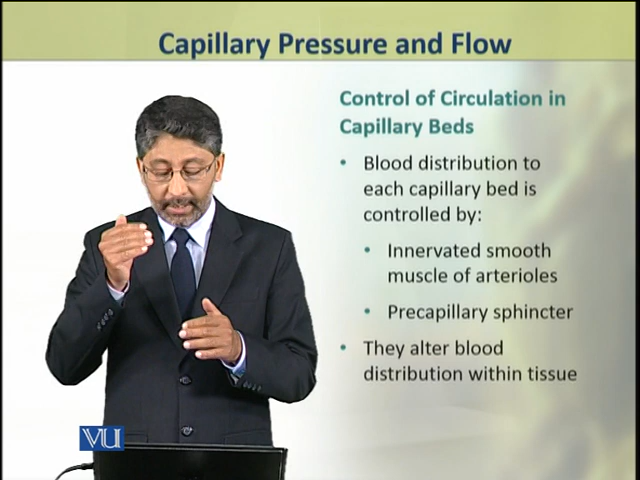 Capillary Pressure and Flow
Control of Circulation in
Capillary Beds
• Blood distribution to
each capillary bed is
controlled by:
• Innervated smooth
muscle of arterioles
• Precapillary sphincter
• They alter blood
distribution within tissue
VU